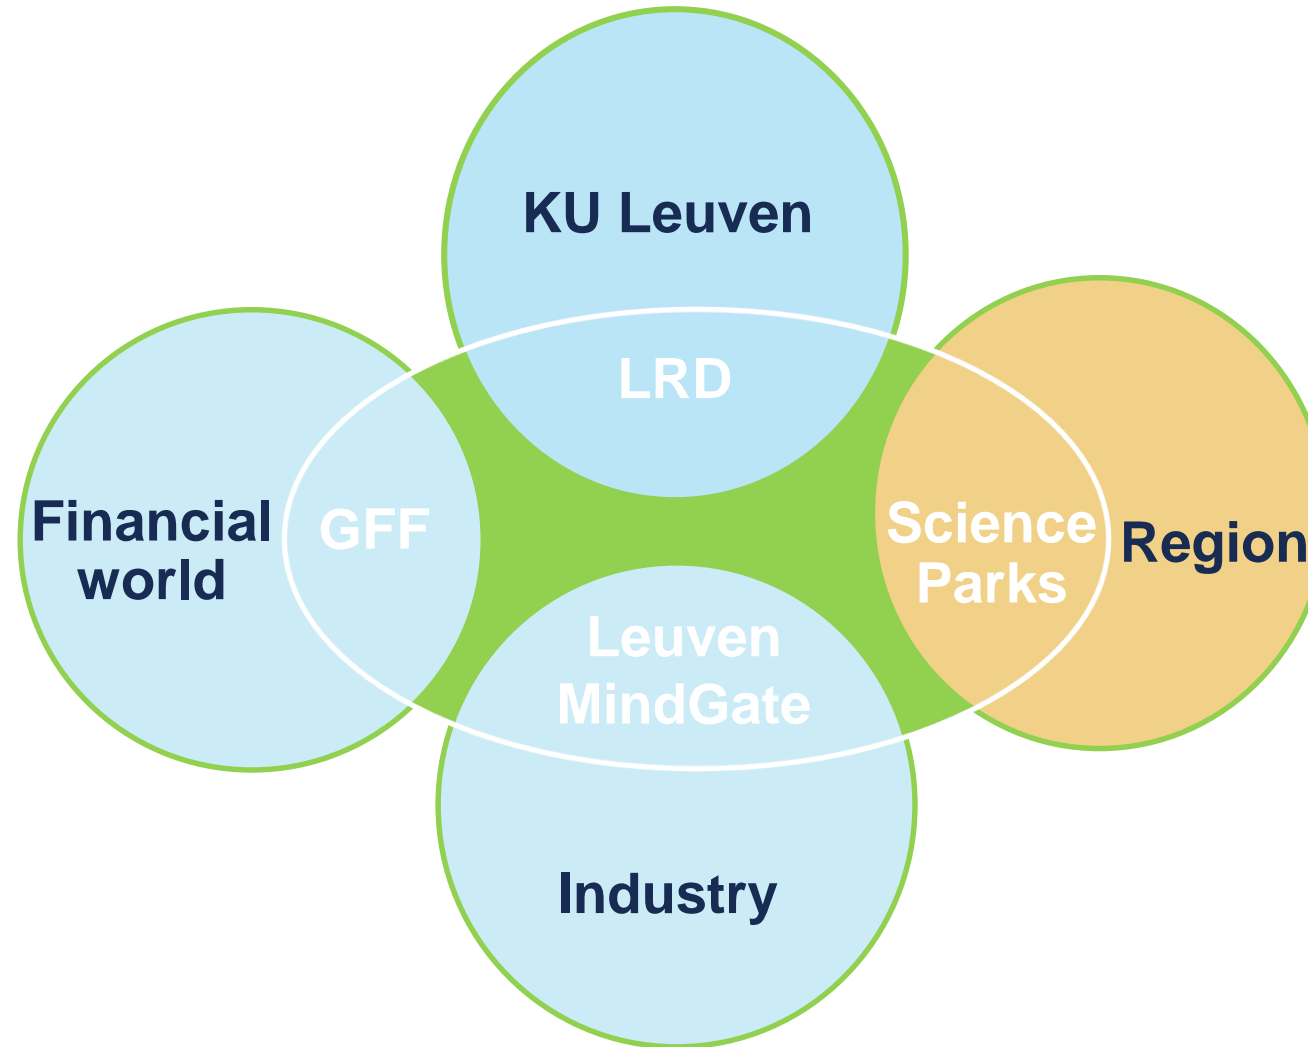 KU Leuven
LRD
Financial
world
GFF
Science
Parks
Region
Leuven
MindGate
Industry